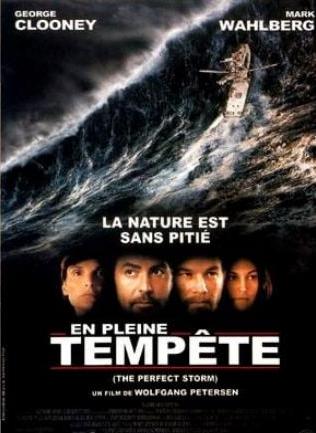 GEORGE MARK
CLOONEY WAHLBERG
LA NATURE EST
SANS PITIÉ
EN PLEINE
TEMPÊTE
(THE PERFECT STORM)
UN FILM DE WOLFGANG PETERSEN